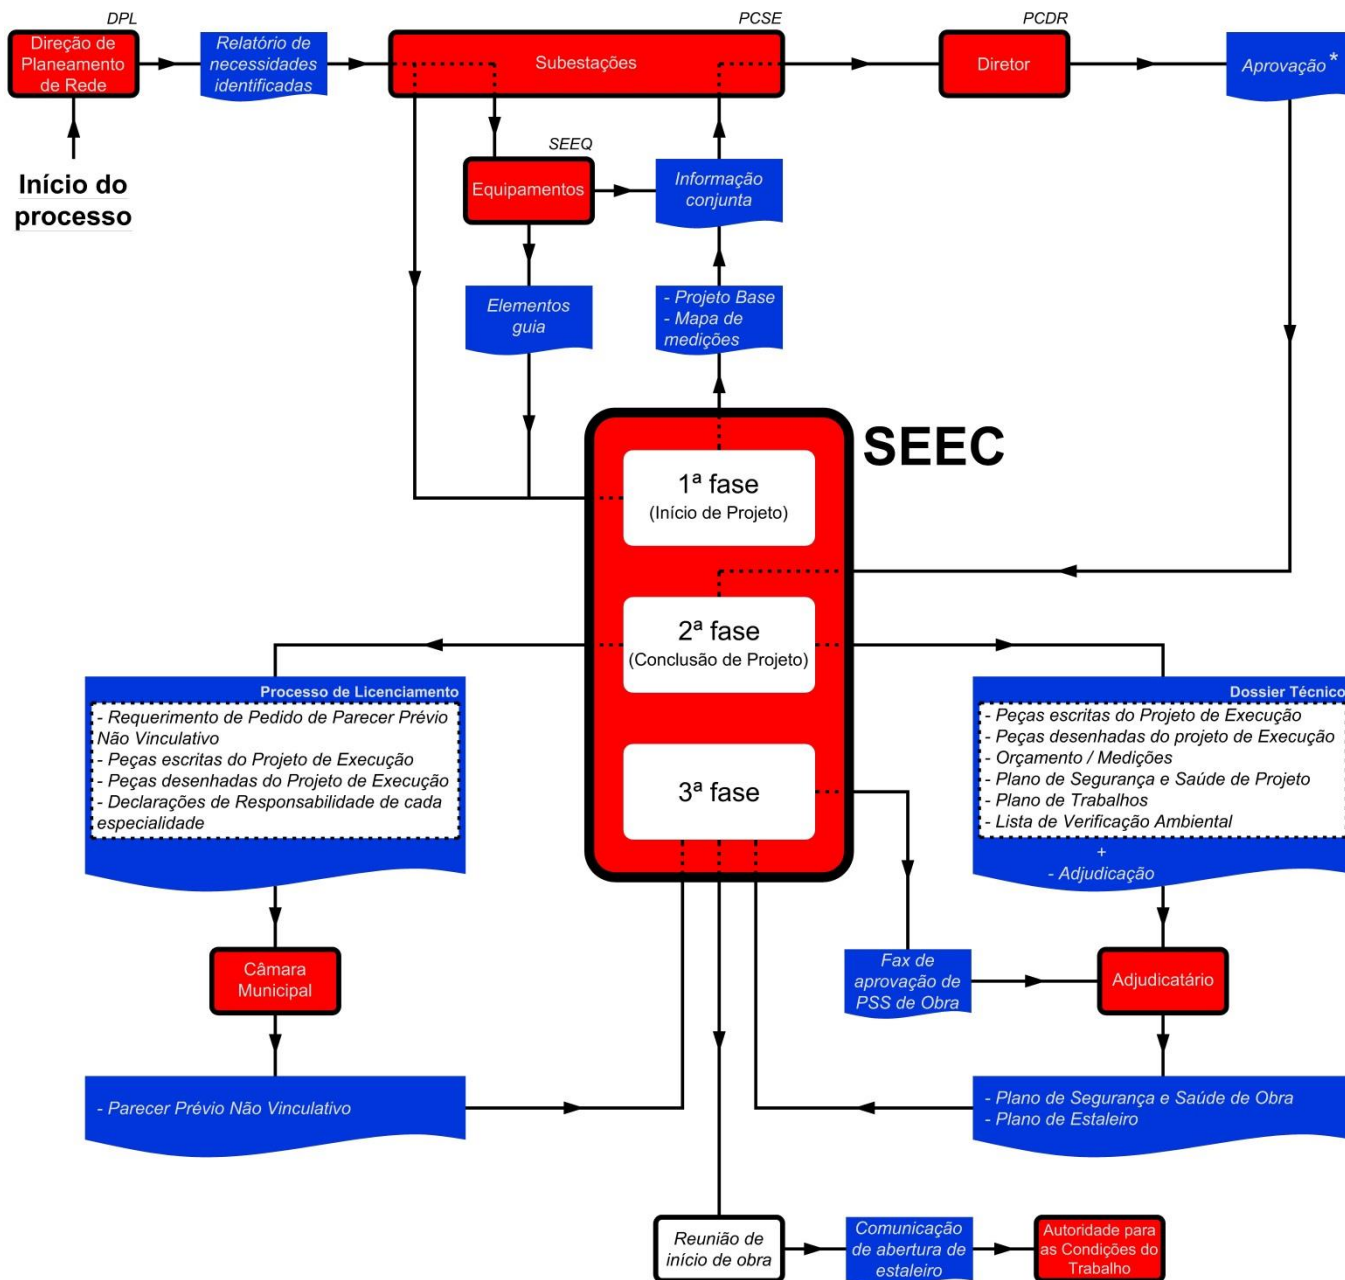 DPL
PCSE
PCDR
Direção de
Planeamento
de Rede
Relatório de
necessidades
identificadas
Subestações
Diretor
Aprovação*
Início do
processo
SEEQ
Equipamentos
Informação
conjunta
Elementos
guia
- Projeto Base
- Mapa de
medições
SEEC
1ª fase
(Início de Projeto)
2ª fase
(Conclusão de Projeto)
3ª fase
Processo de Licenciamento
- Requerimento de Pedido de Parecer Prévio
Não Vinculativo
- Peças escritas do Projeto de Execução
- Peças desenhadas do Projeto de Execução
- Declarações de Responsabilidade de cada
especialidade
Dossier Técnico
- Peças escritas do Projeto de Execução
- Peças desenhadas do projeto de Execução
- Orçamento / Medições
- Plano de Segurança e Saúde de Projeto
- Plano de Trabalhos
- Lista de Verificação Ambiental
+
- Adjudicação
Câmara
Municipal
Fax de
aprovação de
PSS de Obra
Adjudicatário
- Parecer Prévio Não Vinculativo
- Plano de Segurança e Saúde de Obra
- Plano de Estaleiro
Reunião de
início de obra
Comunicação
de abertura de
estaleiro
Autoridade para
as Condições do
Trabalho